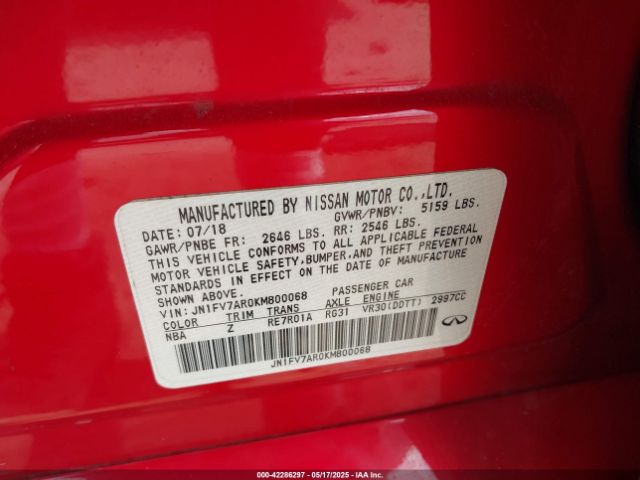 MANUFACTURED BY NISSAN MOTOR CO.,LTD.
DATE: 07/18 GVWR/PNBV: 5159 LBS.
GAWR/PNBE FR: 2646 LBS. RR: 2546 LBS.
THIS VEHICLE CONFORMS TO ALL APPLICABLE FEDERAL
MOTOR VEHICLE SAFETY, BUMPER, AND THEFT PREVENTION
STANDARDS IN EFFECT ON THE DATE OF MANUFACTURE
SHOWN ABOVE.
VIN: JN1FV7AR0KM800068 PASSENGER CAR
COLOR TRIM TRANS AXLE ENGINE
NBA Z RE7R01A RG31 VR30(DDTT) 2997CC
JN1FV7AR0KM800068
000-42286297 - 05/17/2025 - IAA, Inc.